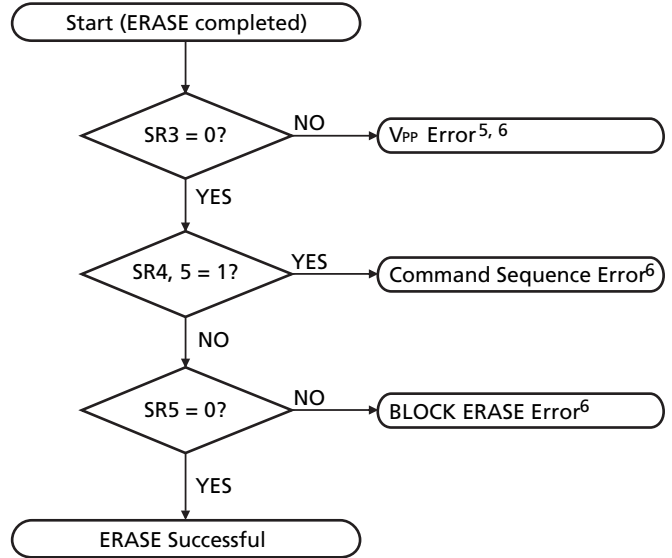 Start (ERASE completed)
SR3 = 0?
NO
VPP Error5, 6
YES
SR4, 5 = 1?
YES
Command Sequence Error6
NO
SR5 = 0?
NO
BLOCK ERASE Error6
YES
ERASE Successful